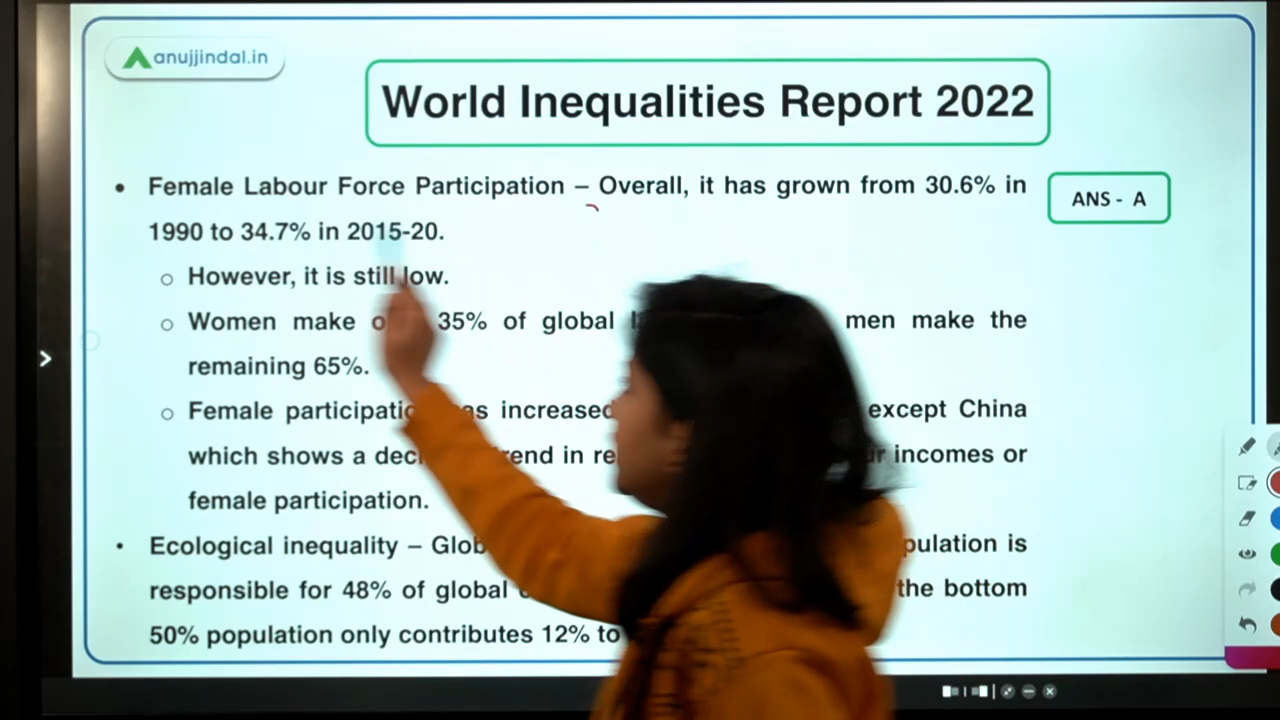 anujjindal.in
World Inequalities Report 2022
• Female Labour Force Participation – Overall, it has grown from 30.6% in
1990 to 34.7% in 2015-20.
ANS - A
o However, it is still low.
o Women make 35% of global men make the
remaining 65%.
o Female increased except China
which shows a in incomes or
female participation.
• Ecological inequality – is
responsible for 48% of global the bottom
50% population only contributes 12% to